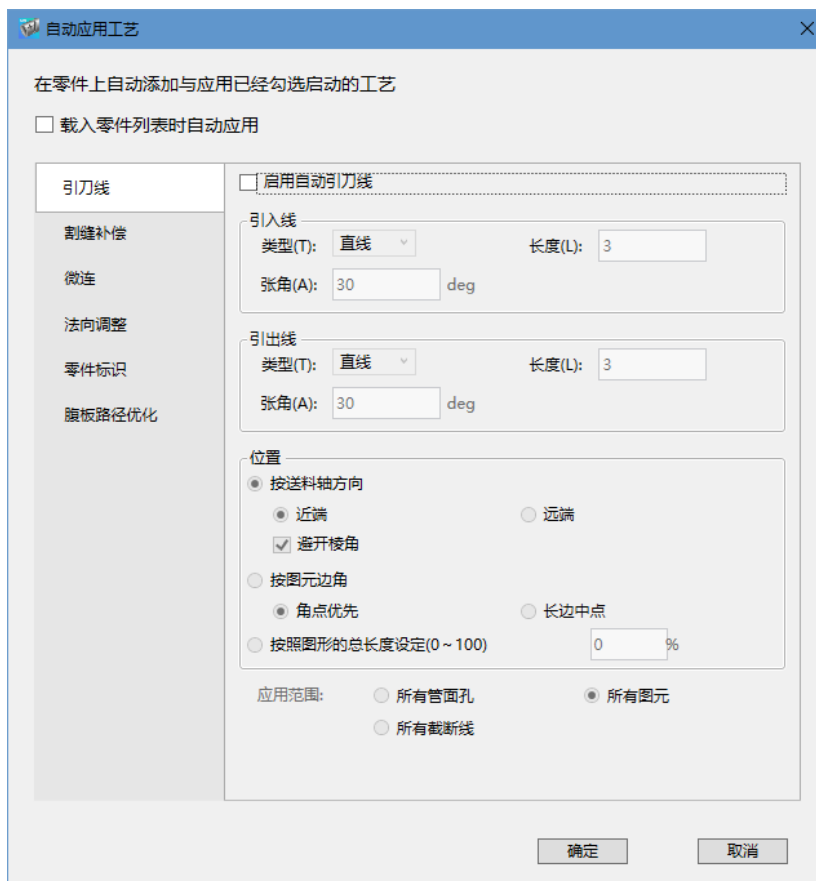 自动应用工艺
在零件上自动添加与应用已经勾选启动的工艺
载入零件列表时自动应用
引刀线
割缝补偿
微连
法向调整
零件标识
腹板路径优化
启用自动引刀线
引入线
类型(T): 直线 长度(L): 3
张角(A): 30 deg
引出线
类型(T): 直线 长度(L): 3
张角(A): 30 deg
位置
按送料轴方向
近端 远端
避开棱角
按图元边角
角点优先 长边中点
按照图形的总长度设定(0~100) 0 %
应用范围: 所有管面孔 所有图元
所有截断线
确定 取消